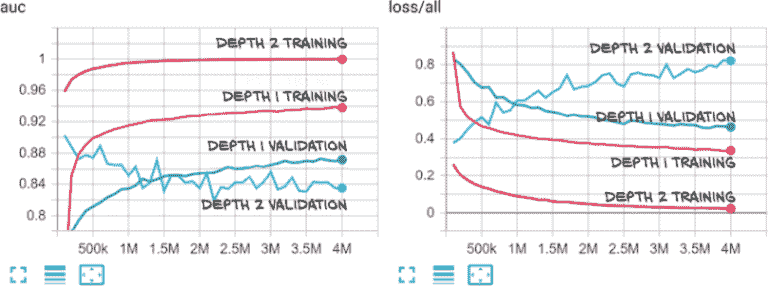 auc
loss/all
DEPTH 2 TRAINING
DEPTH 1 TRAINING
DEPTH 1 VALIDATION
DEPTH 2 VALIDATION
1
0.96
0.92
0.88
0.84
0.8
500k 1M 1.5M 2M 2.5M 3M 3.5M 4M
DEPTH 2 VALIDATION
DEPTH 1 VALIDATION
DEPTH 1 TRAINING
DEPTH 2 TRAINING
0.8
0.6
0.4
0.2
0
500k 1M 1.5M 2M 2.5M 3M 3.5M 4M